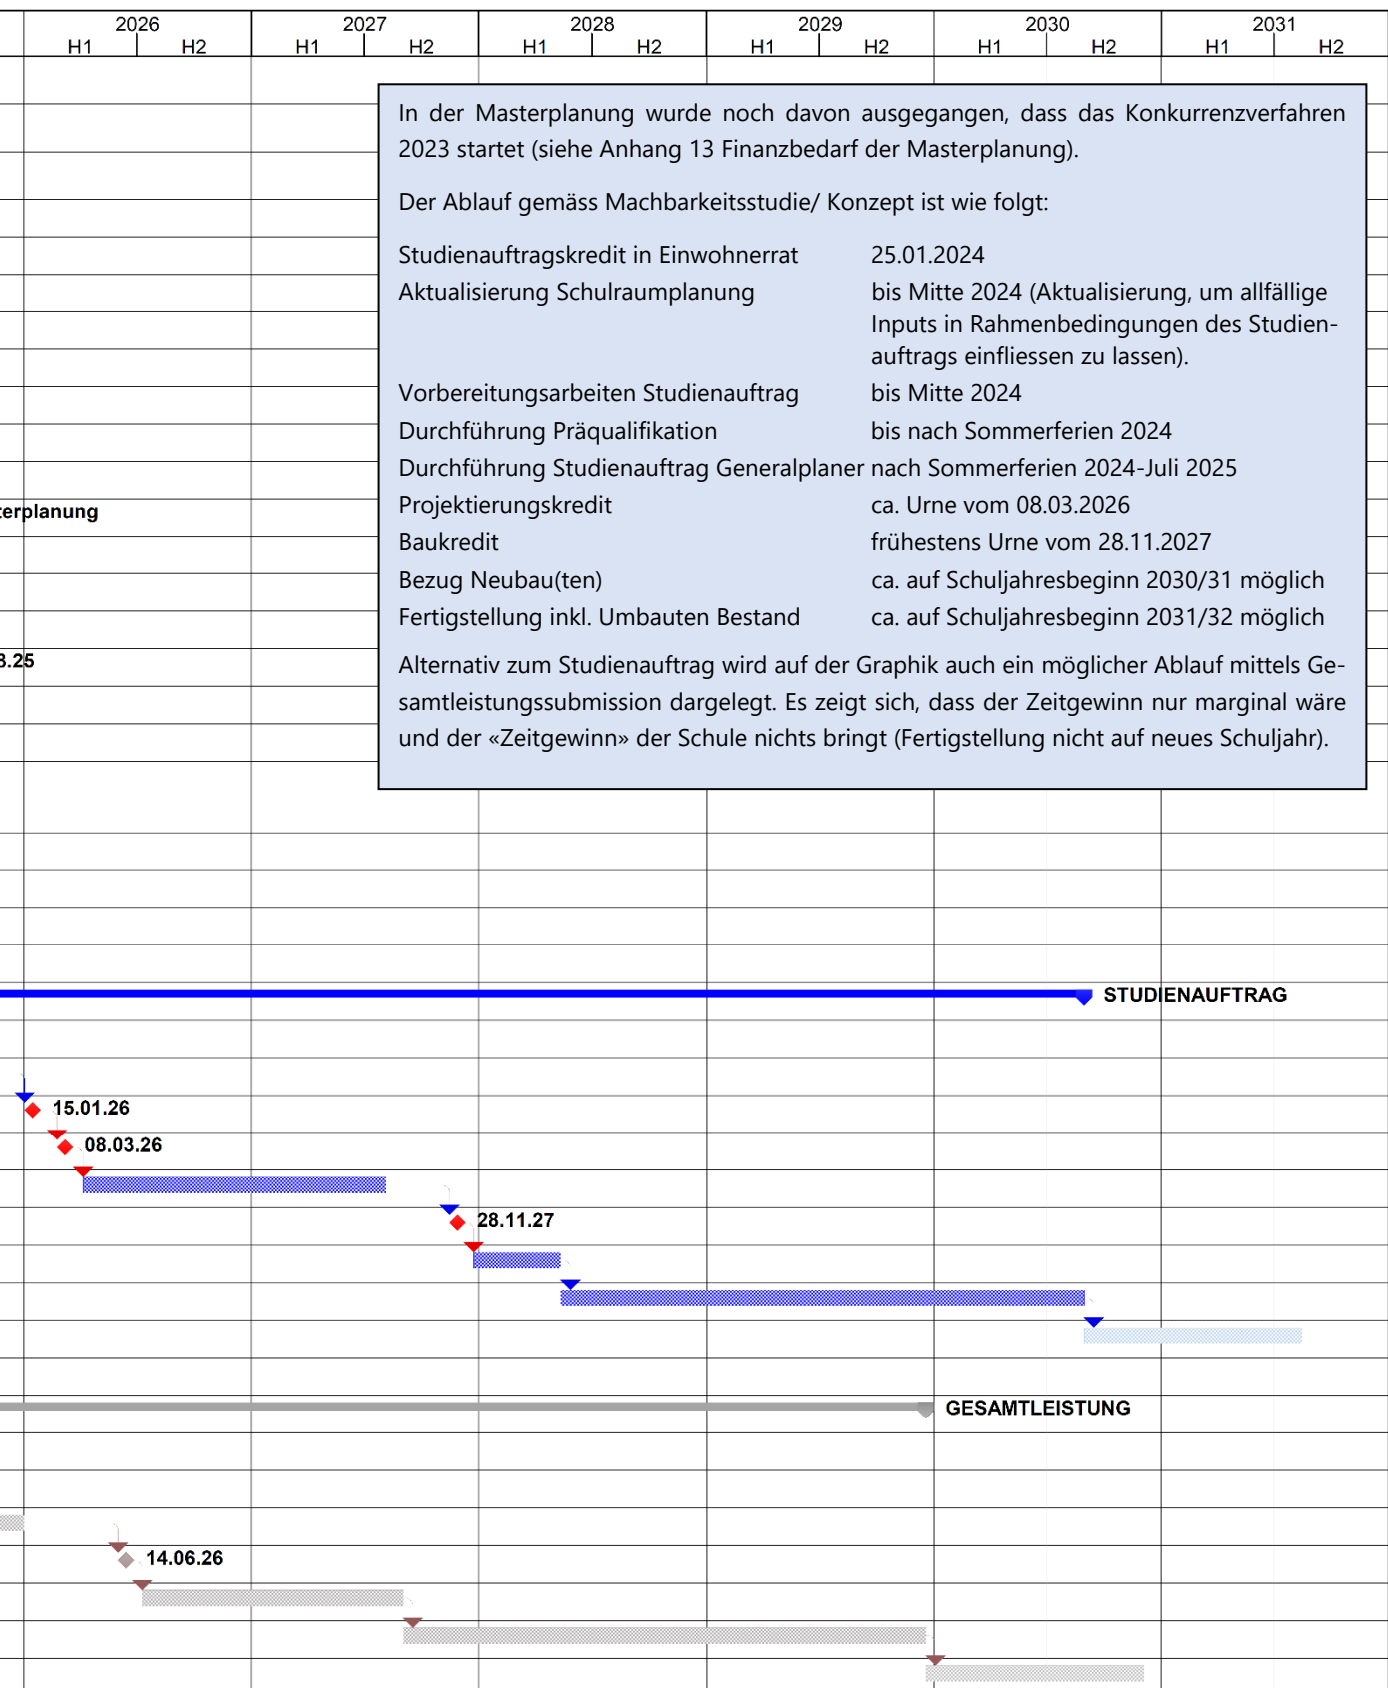 2026 2027 2028 2029 2030 2031
H1 H2 H1 H2 H1 H2 H1 H2 H1 H2 H1 H2
In der Masterplanung wurde noch davon ausgegangen, dass das Konkurrenzverfahren
2023 startet (siehe Anhang 13 Finanzbedarf der Masterplanung).
Der Ablauf gemäss Machbarkeitsstudie/ Konzept ist wie folgt:
Studienauftragskredit in Einwohnerrat 25.01.2024
Aktualisierung Schulraumplanung bis Mitte 2024 (Aktualisierung, um allfällige
Inputs in Rahmenbedingungen des Studien-
auftrags einfliessen zu lassen).
Vorbereitungsarbeiten Studienauftrag bis Mitte 2024
Durchführung Präqualifikation bis nach Sommerferien 2024
Durchführung Studienauftrag Generalplaner nach Sommerferien 2024-Juli 2025
Projektierungskredit ca. Urne vom 08.03.2026
Baukredit frühestens Urne vom 28.11.2027
Bezug Neubau(ten) ca. auf Schuljahresbeginn 2030/31 möglich
Fertigstellung inkl. Umbauten Bestand ca. auf Schuljahresbeginn 2031/32 möglich
Alternativ zum Studienauftrag wird auf der Graphik auch ein möglicher Ablauf mittels Ge-
samtleistungssubmission dargelegt. Es zeigt sich, dass der Zeitgewinn nur marginal wäre
und der «Zeitgewinn» der Schule nichts bringt (Fertigstellung nicht auf neues Schuljahr).
terplanung
8.25
STUDIENAUFTRAG
15.01.26
08.03.26
28.11.27
GESAMTLEISTUNG
14.06.26